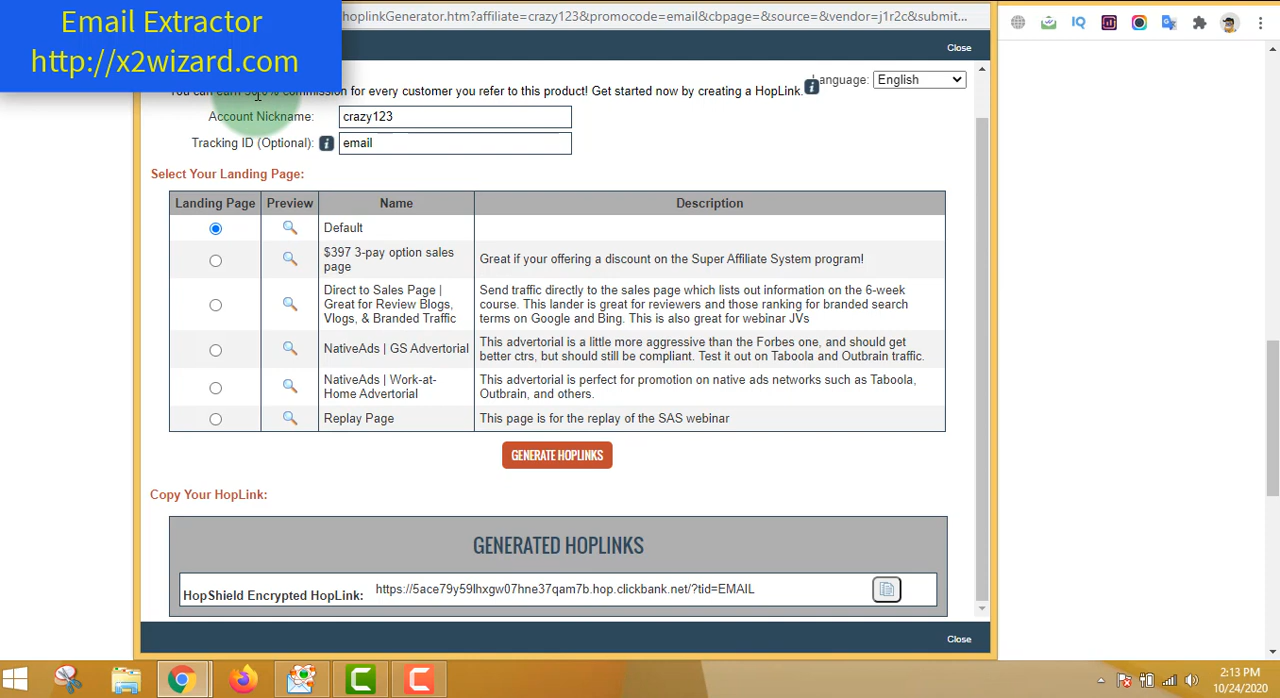 Email Extractor
http://x2wizard.com
hoplinkGenerator.htm?affiliate=crazy123&promocode=email&cbpage=&source=&vendor=j1r2c&submit...
Close
Language: English
commission for every customer you refer to this product! Get started now by creating a HopLink.
Account Nickname: crazy123
Tracking ID (Optional): email
Select Your Landing Page:
Landing Page Preview Name Description
Default
$397 3-pay option sales
page
Great if your offering a discount on the Super Affiliate System program!
Direct to Sales Page |
Great for Review Blogs,
Vlogs, & Branded Traffic
Send traffic directly to the sales page which lists out information on the 6-week
course. This lander is great for reviewers and those ranking for branded search
terms on Google and Bing. This is also great for webinar JVs
NativeAds | GS Advertorial
This advertorial is a little more aggressive than the Forbes one, and should get
better ctrs, but should still be compliant. Test it out on Taboola and Outbrain traffic.
NativeAds | Work-at-
Home Advertorial
This advertorial is perfect for promotion on native ads networks such as Taboola,
Outbrain, and others.
Replay Page
This page is for the replay of the SAS webinar
GENERATE HOPLINKS
Copy Your HopLink:
GENERATED HOPLINKS
HopShield Encrypted HopLink: https://5ace79y59lhxgw07hne37qam7b.hop.clickbank.net/?tid=EMAIL
Close
2:13 PM
10/24/2020